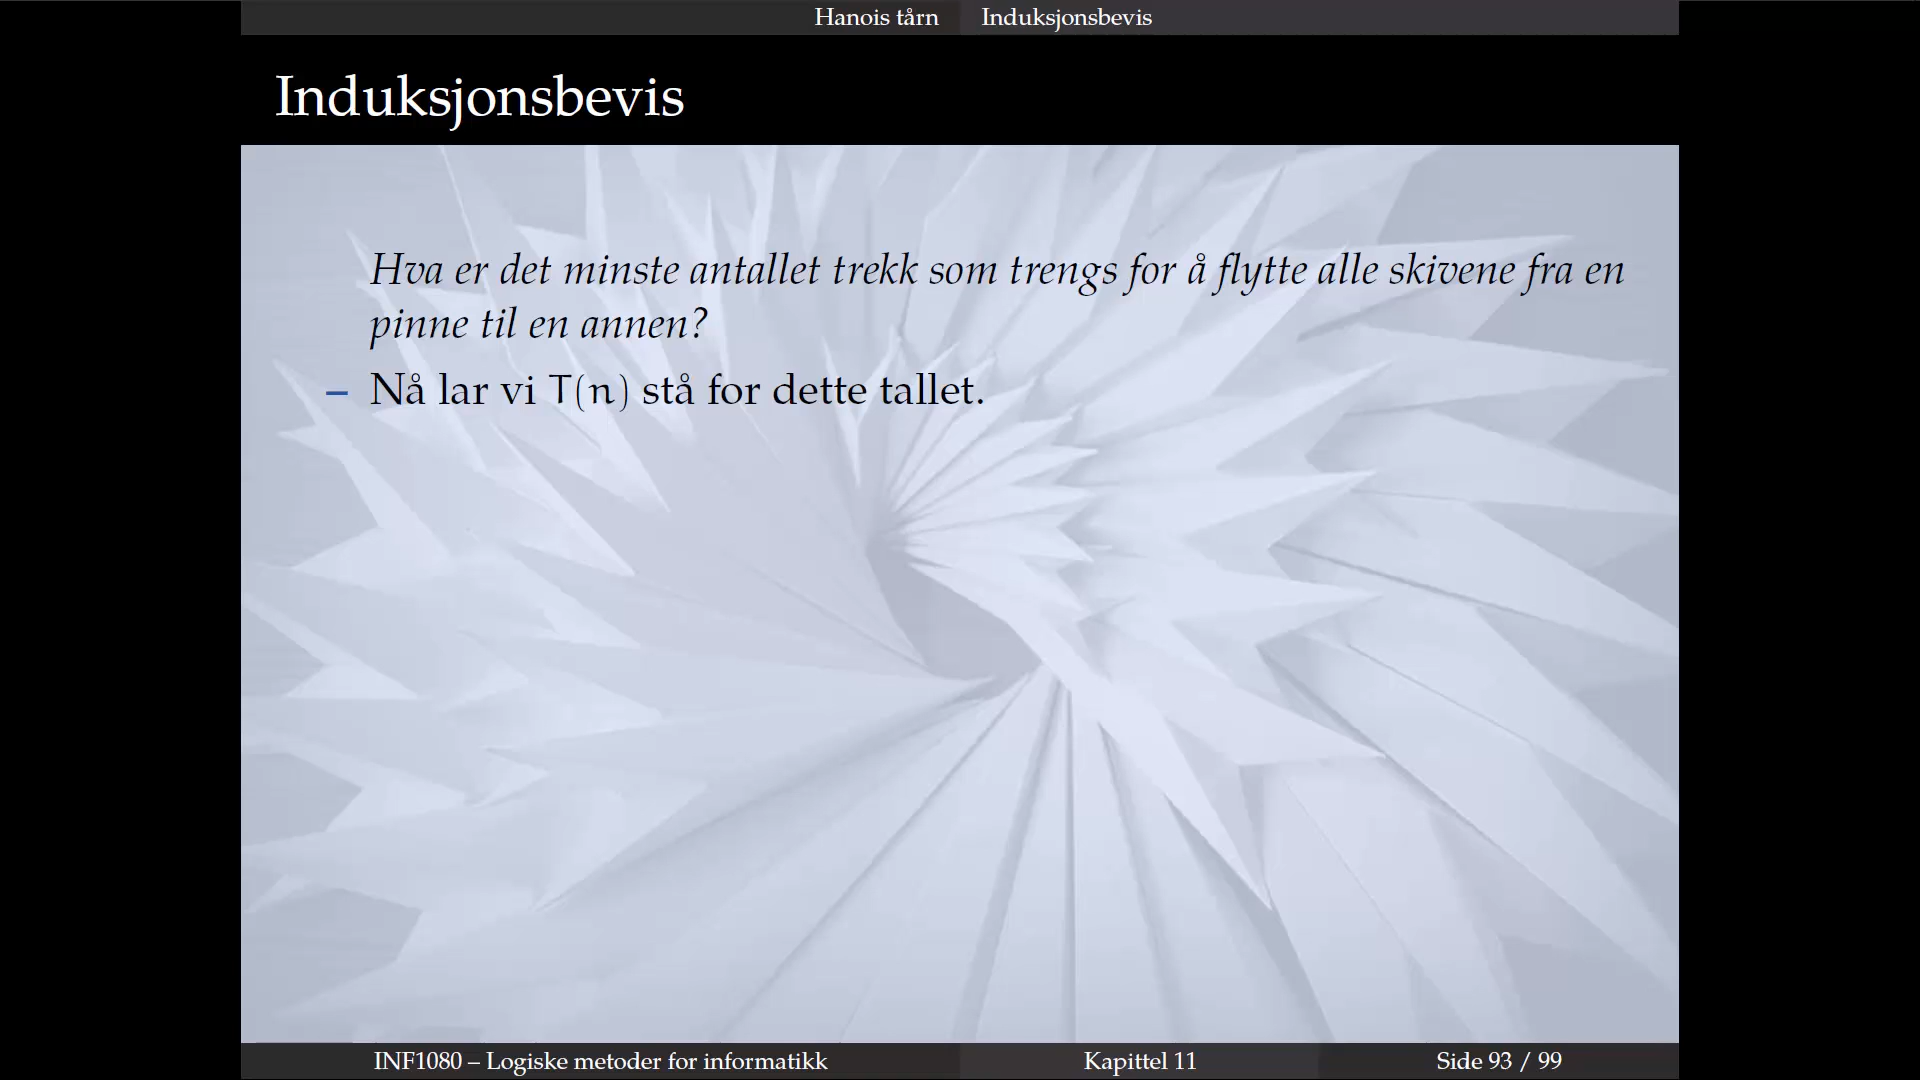 Hanois tårn Induksjonsbevis
Induksjonsbevis
Hva er det minste antallet trekk som trengs for å flytte alle skivene fra en
pinne til en annen?
– Nå lar vi T(n) stå for dette tallet.
INF1080 – Logiske metoder for informatikk Kapittel 11 Side 93 / 99